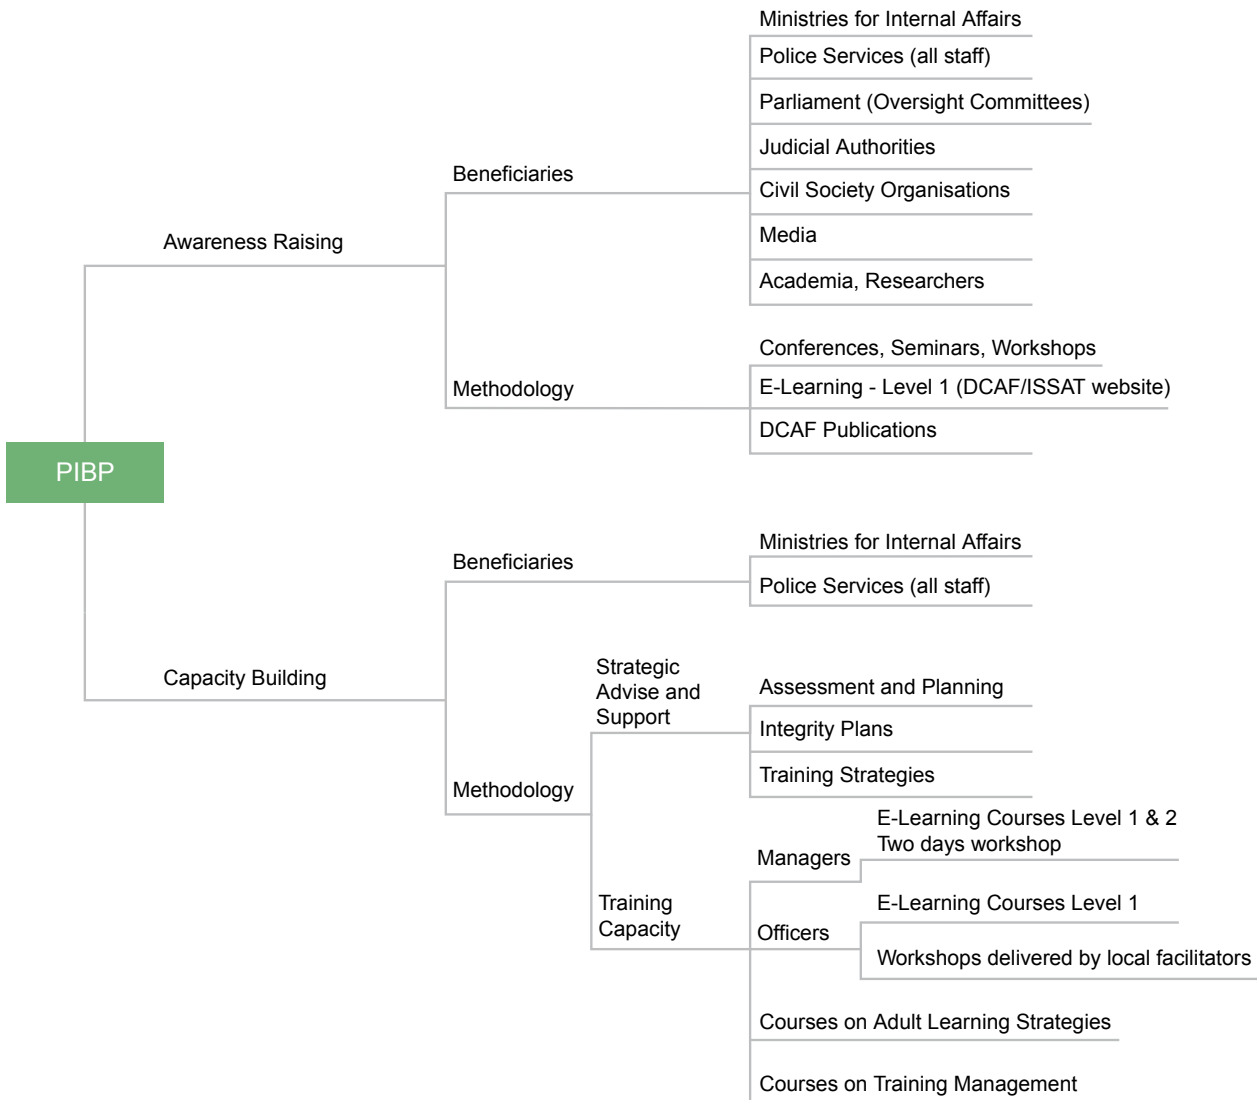 Ministries for Internal Affairs
Police Services (all staff)
Parliament (Oversight Committees)
Judicial Authorities
Beneficiaries
Civil Society Organisations
Media
Awareness Raising
Academia, Researchers
Conferences, Seminars, Workshops
Methodology
E-Learning - Level 1 (DCAF/ISSAT website)
DCAF Publications
PIBP
Ministries for Internal Affairs
Beneficiaries
Police Services (all staff)
Capacity Building
Strategic
Advise and
Support
Assessment and Planning
Integrity Plans
Training Strategies
Methodology
E-Learning Courses Level 1 & 2
Two days workshop
Managers
Training
Capacity
E-Learning Courses Level 1
Officers
Workshops delivered by local facilitators
Courses on Adult Learning Strategies
Courses on Training Management